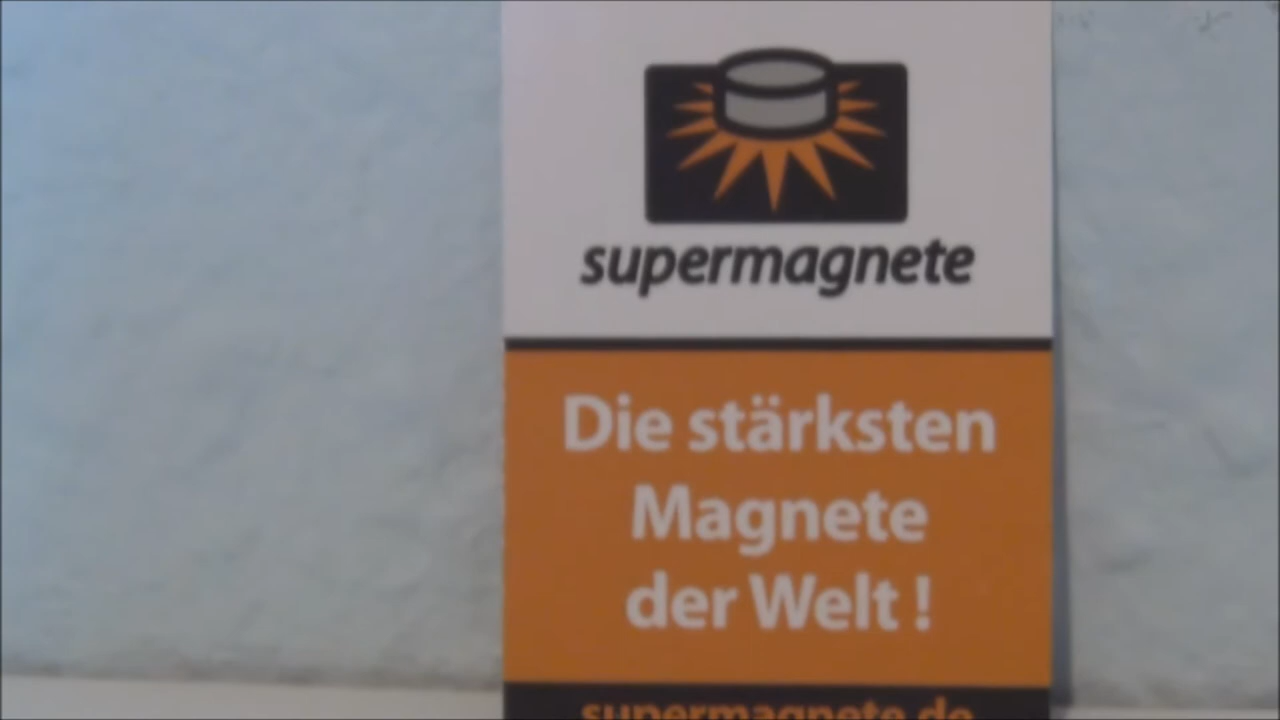 supermagnete
Die stärksten
Magnete
der Welt !
supermagnete.de